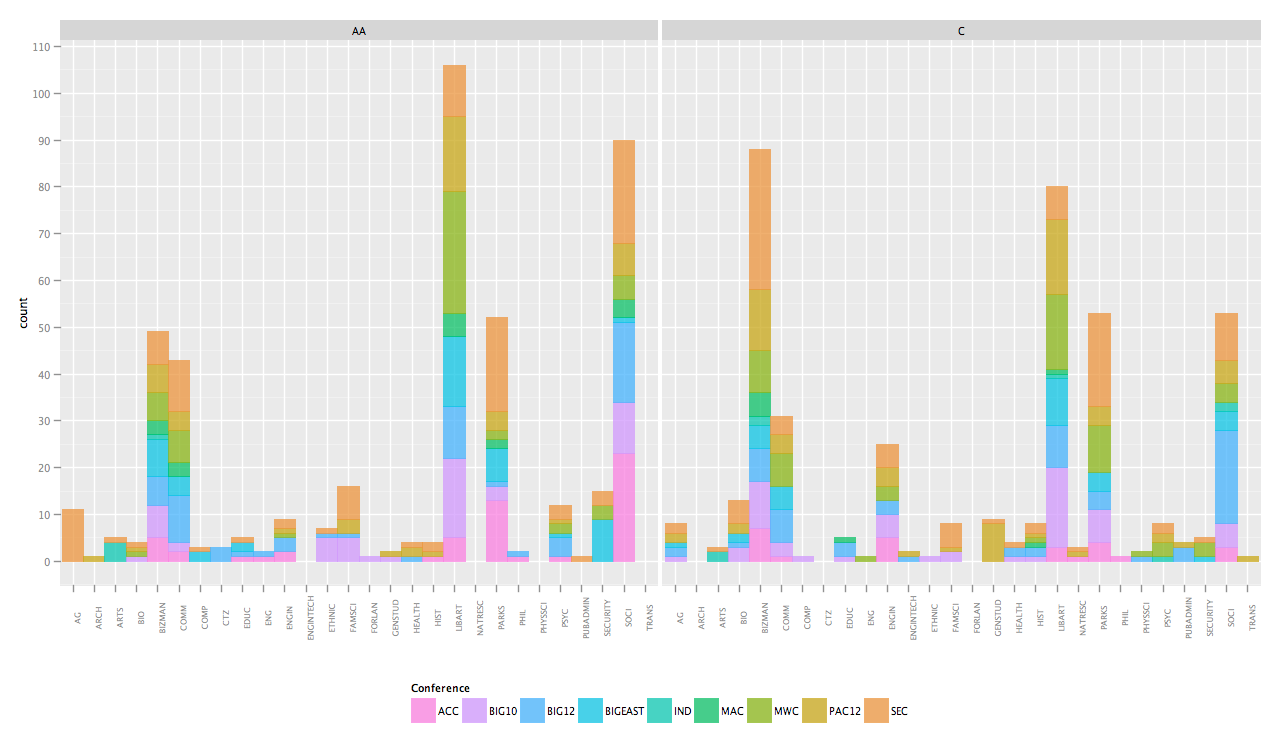 AA C
110
100
90
80
70
60
50
40
30
20
10
0
count
AG ARCH ARTS BIO BIZMAN COMM COMP CTZ EDUC ENG ENGIN ENGINTECH ETHNIC FAMSCI FORLAN GENSTUD HEALTH HIST LIBART NATRESC PARKS PHIL PHYSSCI PSYC PUBADMIN SECURITY SOCI TRANS AG ARCH ARTS BIO BIZMAN COMM COMP CTZ EDUC ENG ENGIN ENGINTECH ETHNIC FAMSCI FORLAN GENSTUD HEALTH HIST LIBART NATRESC PARKS PHIL PHYSSCI PSYC PUBADMIN SECURITY SOCI TRANS
Conference
ACC BIG10 BIG12 BIGEAST IND MAC MWC PAC12 SEC